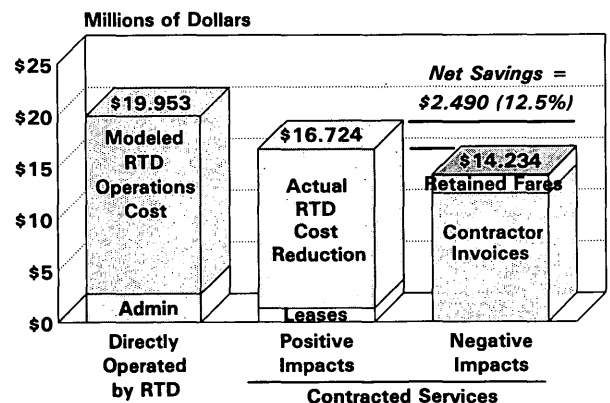 Millions of Dollars
$25
$20
$15
$10
$5
$0
Net Savings =
$2.490 (12.5%)
$19.953
Modeled
RTD
Operations
Cost
Admin
$16.724
Actual
RTD
Cost
Reduction
Leases
$14.234
Retained Fares
Contractor
Invoices
Directly
Operated
by RTD
Positive
Impacts
Negative
Impacts
Contracted Services